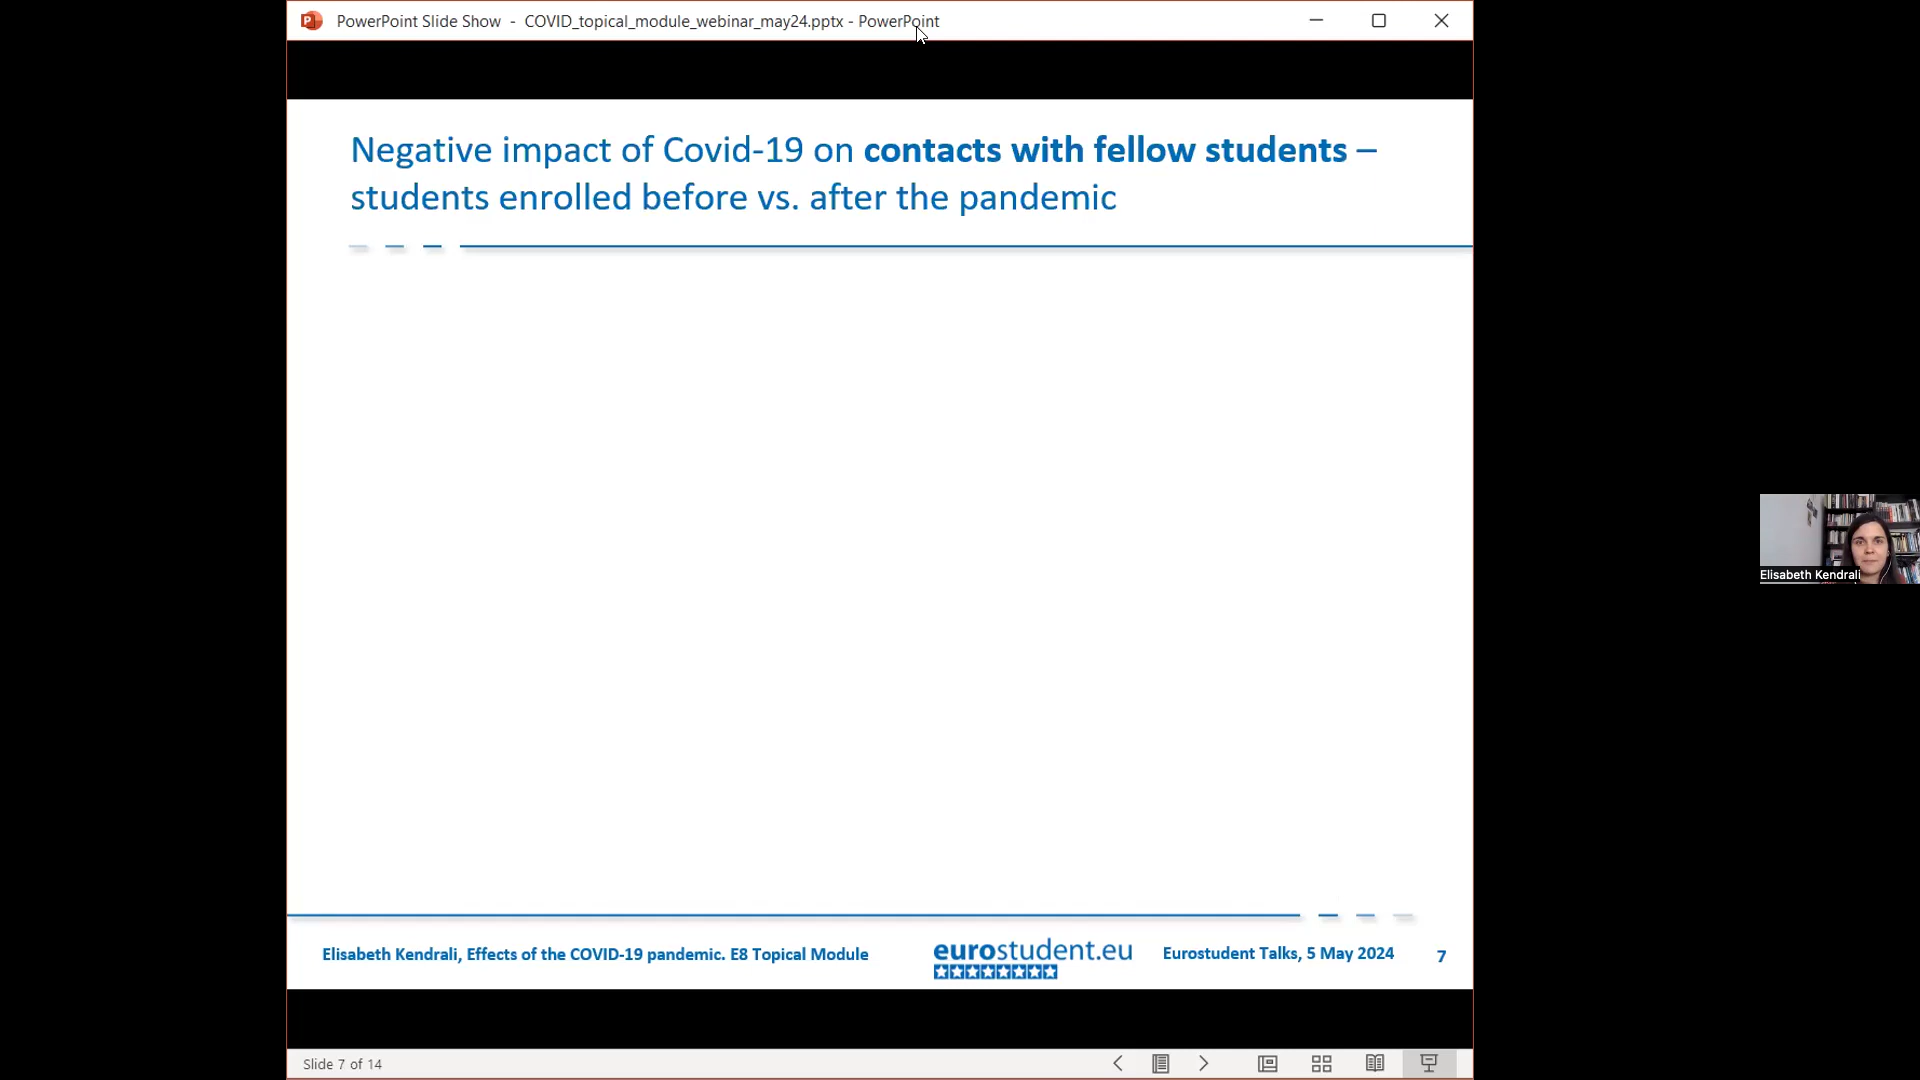 PowerPoint Slide Show - COVID_topical_module_webinar_may24.pptx - PowerPoint
Negative impact of Covid-19 on contacts with fellow students –
students enrolled before vs. after the pandemic
Elisabeth Kendrali
Elisabeth Kendrali, Effects of the COVID-19 pandemic. E8 Topical Module
eurostudent.eu
Eurostudent Talks, 5 May 2024
7
Slide 7 of 14